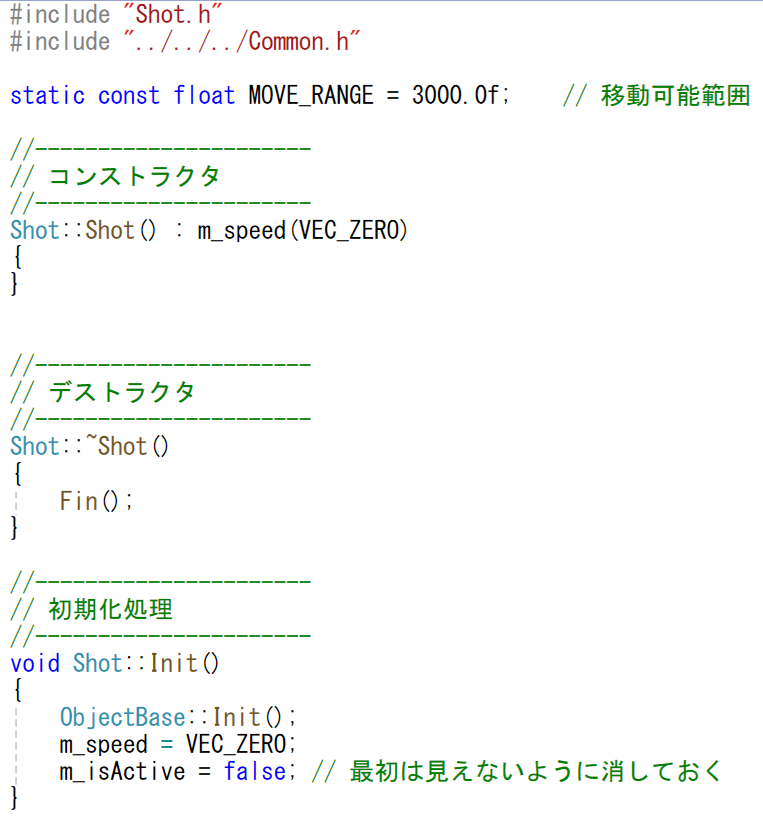 #include "Shot.h"
#include "../../../Common.h"
static const float MOVE_RANGE = 3000.0f;    // 移動可能範囲
//----------------------
// コンストラクタ
//----------------------
Shot::Shot() : m_speed(VEC_ZERO)
{
}
//----------------------
// デストラクタ
//----------------------
Shot::~Shot()
{
    Fin();
}
//----------------------
// 初期化処理
//----------------------
void Shot::Init()
{
    ObjectBase::Init();
    m_speed = VEC_ZERO;
    m_isActive = false; // 最初は見えないように消しておく
}